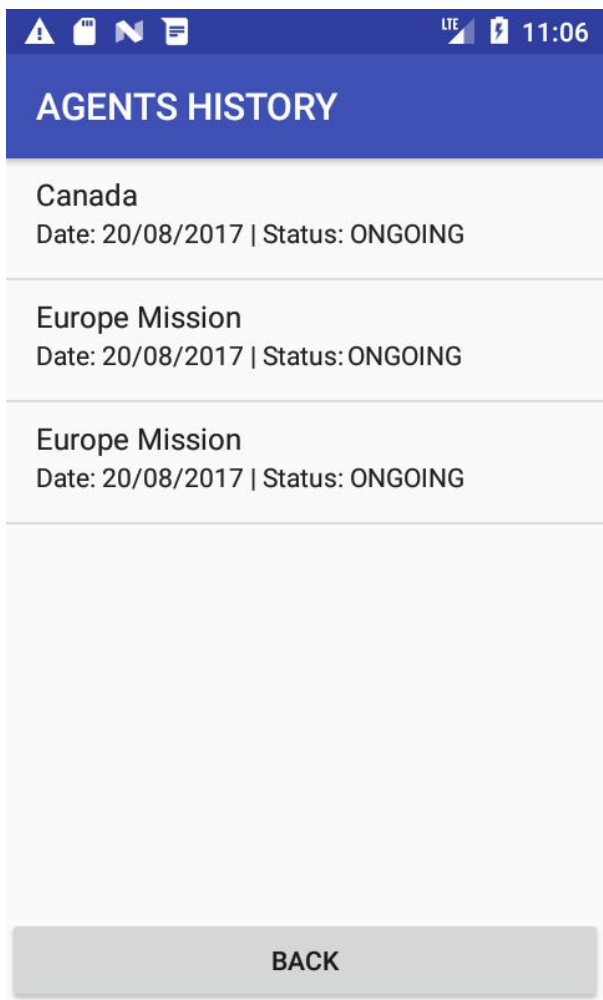 LTE 11:06
AGENTS HISTORY
Canada
Date: 20/08/2017 | Status: ONGOING
Europe Mission
Date: 20/08/2017 | Status: ONGOING
Europe Mission
Date: 20/08/2017 | Status: ONGOING
BACK